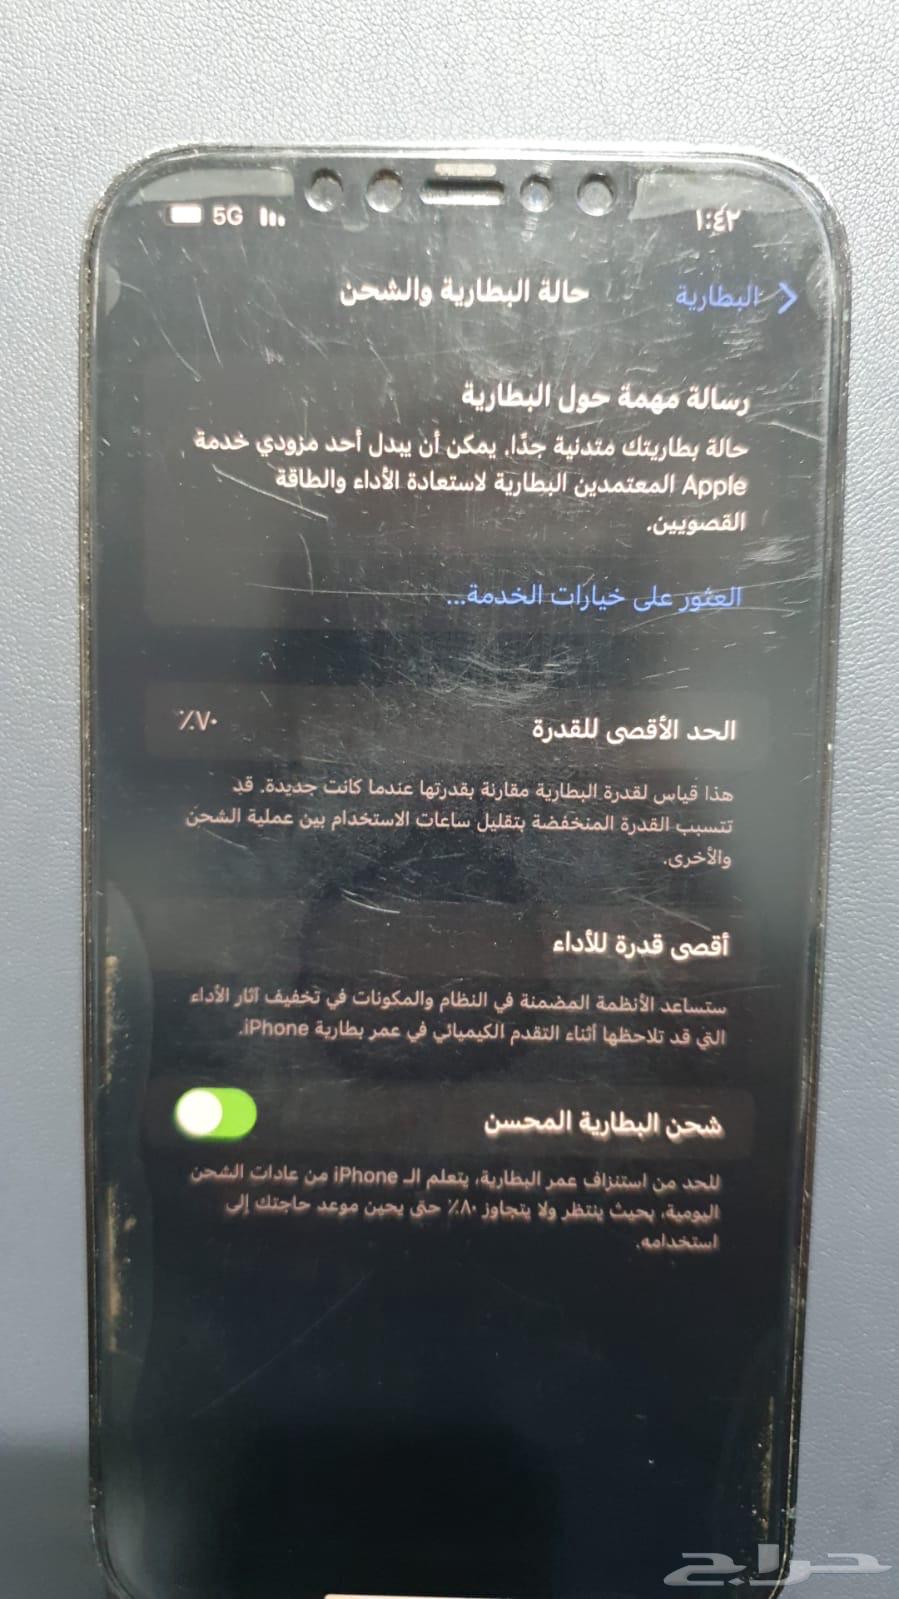 ١:٤٢
5G
البطارية
حالة البطارية والشحن
رسالة مهمة حول البطارية
حالة بطاريتك متدنية جدًا. يمكن أن يبدل أحد مزودي خدمة
Apple المعتمدين البطارية لاستعادة الأداء والطاقة
القصويين.
العثور على خيارات الخدمة...
الحد الأقصى للقدرة
٧٠٪
هذا قياس لقدرة البطارية مقارنة بقدرتها عندما كانت جديدة. قد
تتسبب القدرة المنخفضة بتقليل ساعات الاستخدام بين عملية الشحن
والأخرى.
أقصى قدرة للأداء
ستساعد الأنظمة المضمنة في النظام والمكونات في تخفيف آثار الأداء
التي قد تلاحظها أثناء التقدم الكيميائي في عمر بطارية iPhone.
شحن البطارية المحسن
للحد من استنزاف عمر البطارية، يتعلم الـ iPhone من عادات الشحن
اليومية، بحيث ينتظر ولا يتجاوز ٨٠٪ حتى يحين موعد حاجتك إلى
استخدامه.
حراج